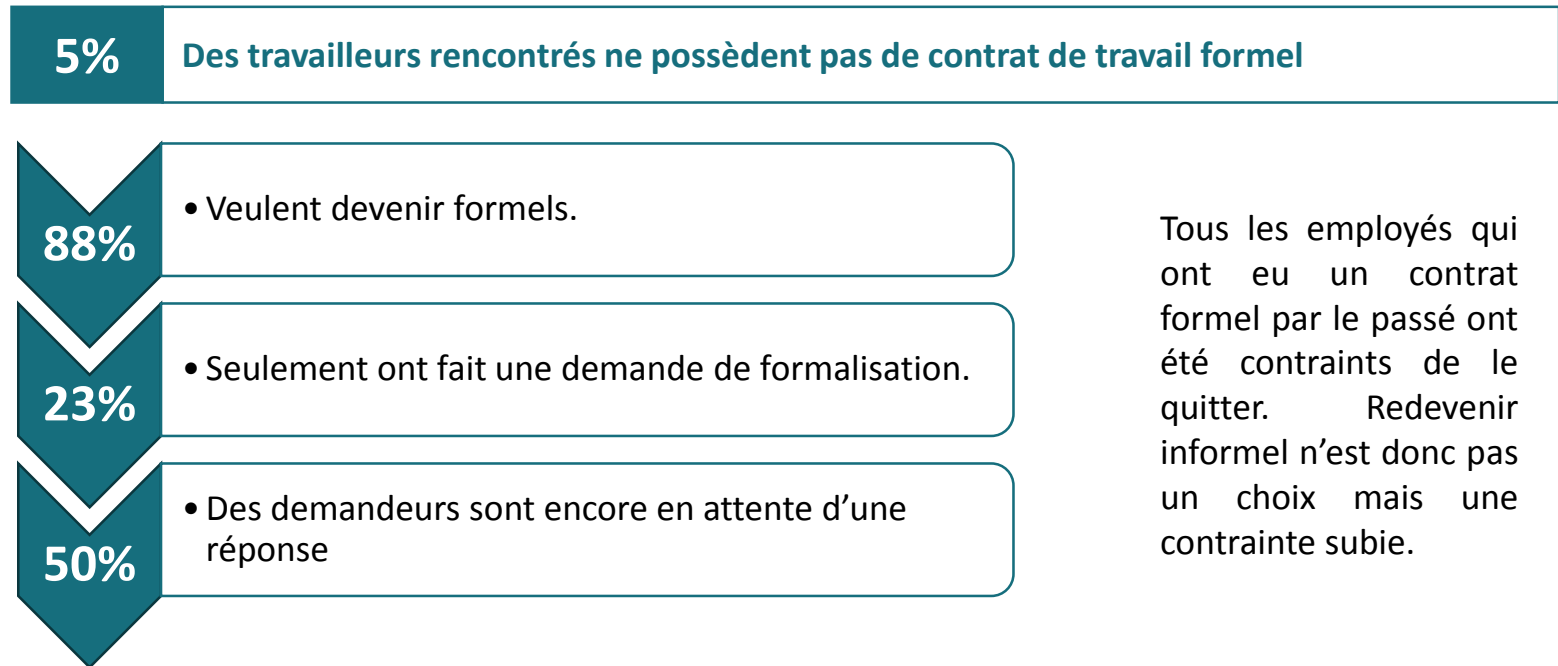 5%
Des travailleurs rencontrés ne possèdent pas de contrat de travail formel
88%
• Veulent devenir formels.
23%
• Seulement ont fait une demande de formalisation.
50%
• Des demandeurs sont encore en attente d’une
réponse
Tous les employés qui
ont eu un contrat
formel par le passé ont
été contraints de le
quitter. Redevenir
informel n’est donc pas
un choix mais une
contrainte subie.